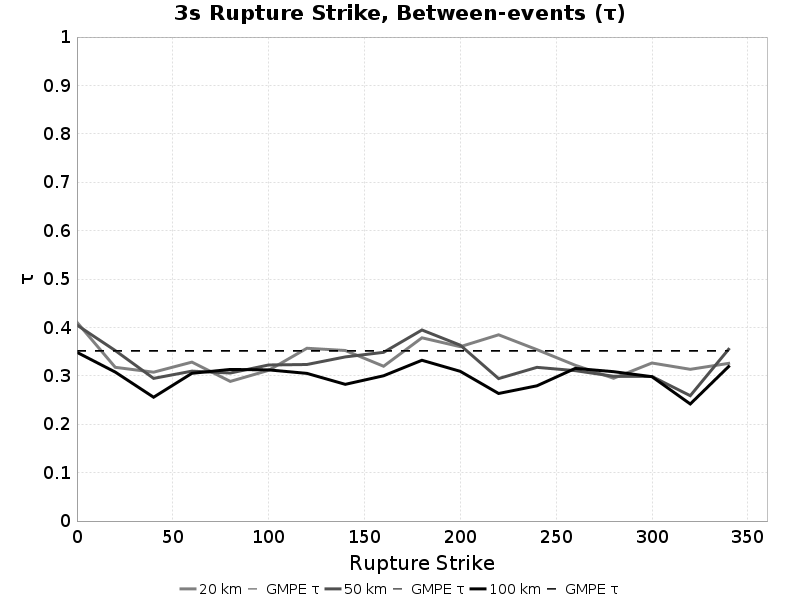 3s Rupture Strike, Between-events (τ)
1
0.9
0.8
0.7
0.6
0.5
0.4
0.3
0.2
0.1
0
τ
0 50 100 150 200 250 300 350
Rupture Strike
20 km GMPE τ 50 km GMPE τ 100 km GMPE τ